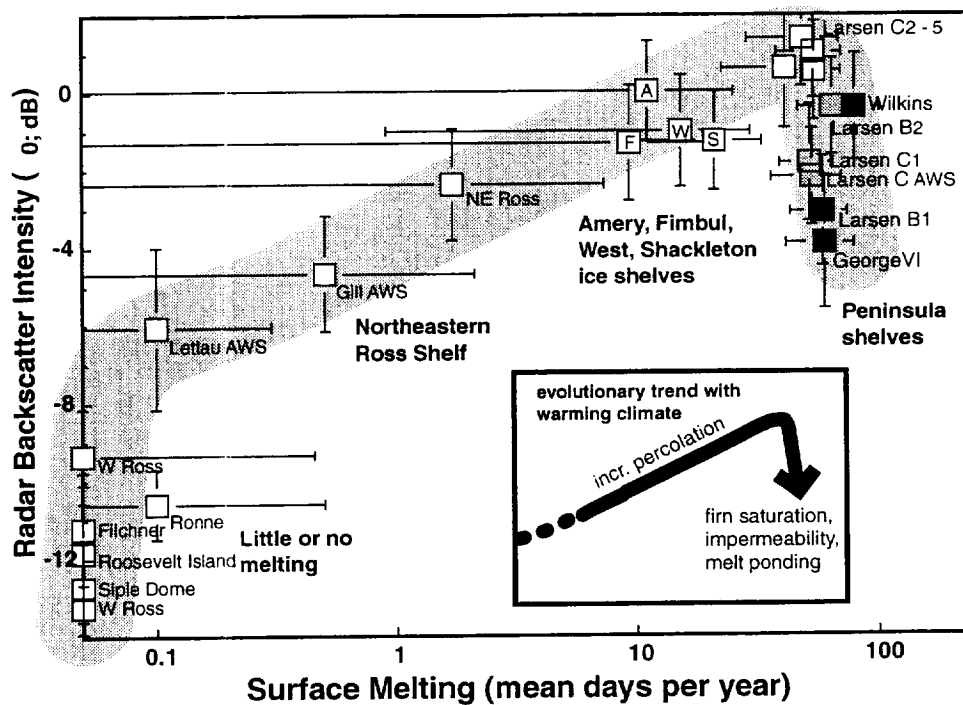 Radar Backscatter Intensity ( 0; dB)
0
-4
-8
-12
0.1
1
10
100
Surface Melting (mean days per year)
Larsen C2 - 5
Wilkins
Larsen B2
Larsen C1
Larsen C AWS
Larsen B1
GeorgeVI
Peninsula
shelves
A
W
S
F
NE Ross
Amery, Fimbul,
West, Shackleton
ice shelves
Gill AWS
Lettau AWS
Northeastern
Ross Shelf
W Ross
Ronne
Filchner
Roosevelt Island
Siple Dome
W Ross
Little or no
melting
evolutionary trend with
warming climate
incr. percolation
firn saturation,
impermeability,
melt ponding